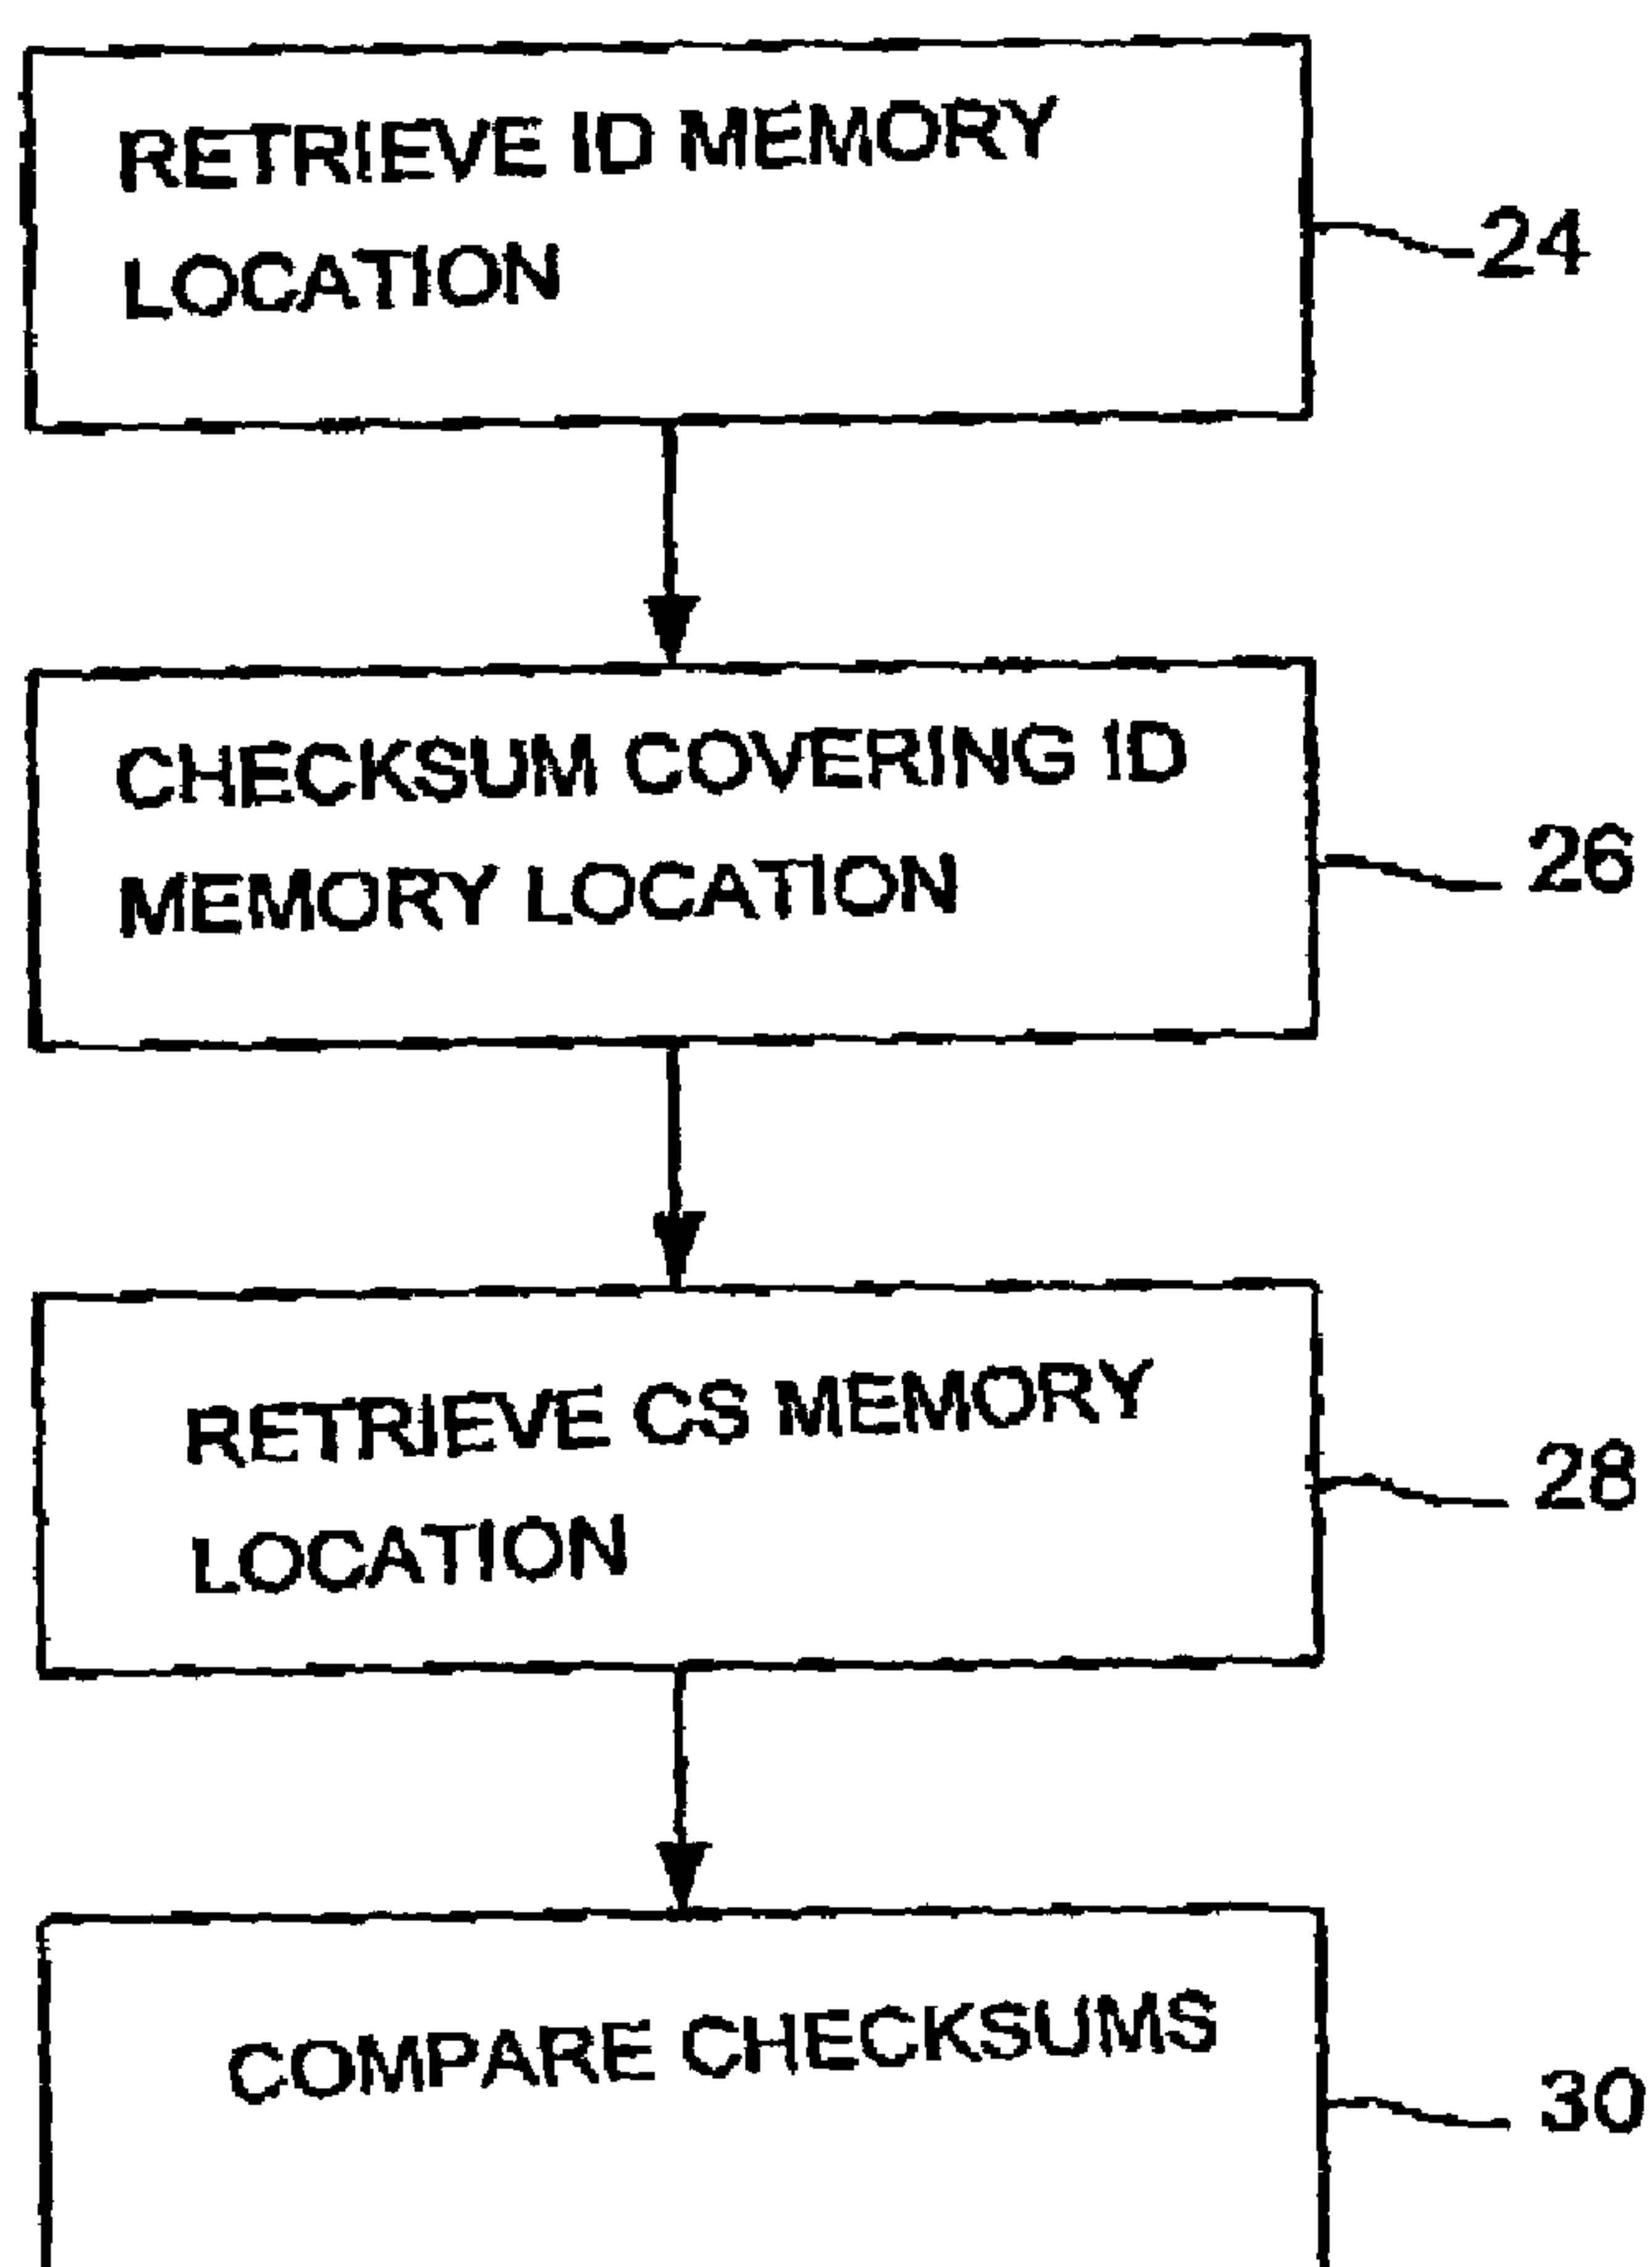 RETRIEVE ID MEMORY
LOCATION
24
CHECKSUM COVERING ID
MEMORY LOCATION
26
RETRIEVE CS MEMORY
LOCATION
28
COMPARE CHECKSUMS
30